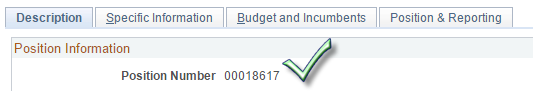 Description Specific Information Budget and Incumbents Position & Reporting
Position Information
Position Number 00018617